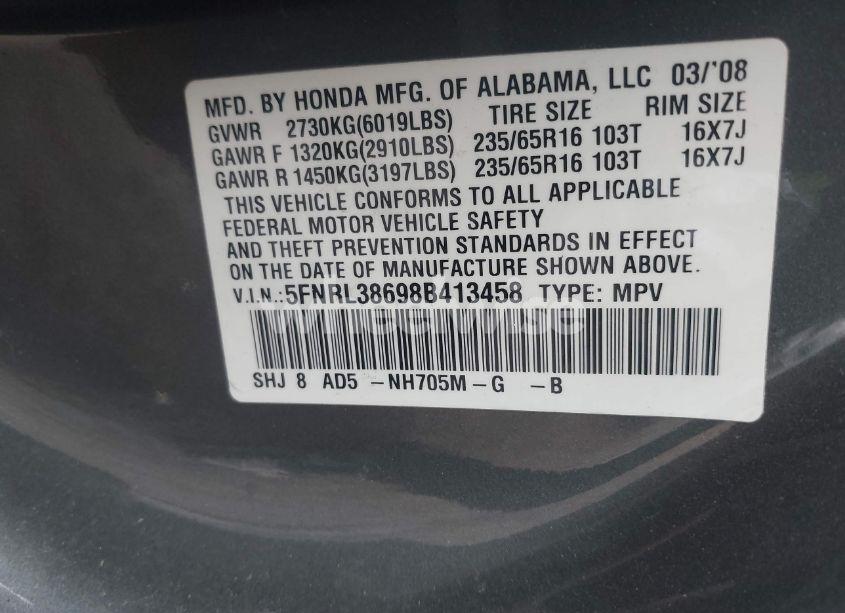 MFD. BY HONDA MFG. OF ALABAMA, LLC 03/'08
GVWR 2730KG(6019LBS) TIRE SIZE RIM SIZE
GAWR F 1320KG(2910LBS) 235/65R16 103T 16X7J
GAWR R 1450KG(3197LBS) 235/65R16 103T 16X7J
THIS VEHICLE CONFORMS TO ALL APPLICABLE
FEDERAL MOTOR VEHICLE SAFETY
AND THEFT PREVENTION STANDARDS IN EFFECT
ON THE DATE OF MANUFACTURE SHOWN ABOVE.
V.I.N.:5FNRL38698B413458 TYPE: MPV
wheelwise
SHJ 8 AD5 -NH705M-G -B